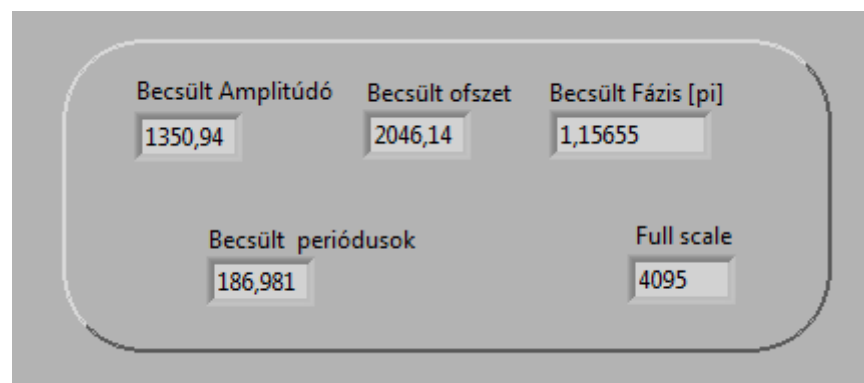 Becsült Amplitúdó
1350,94
Becsült ofszet
2046,14
Becsült Fázis [pi]
1,15655
Becsült periódusok
186,981
Full scale
4095